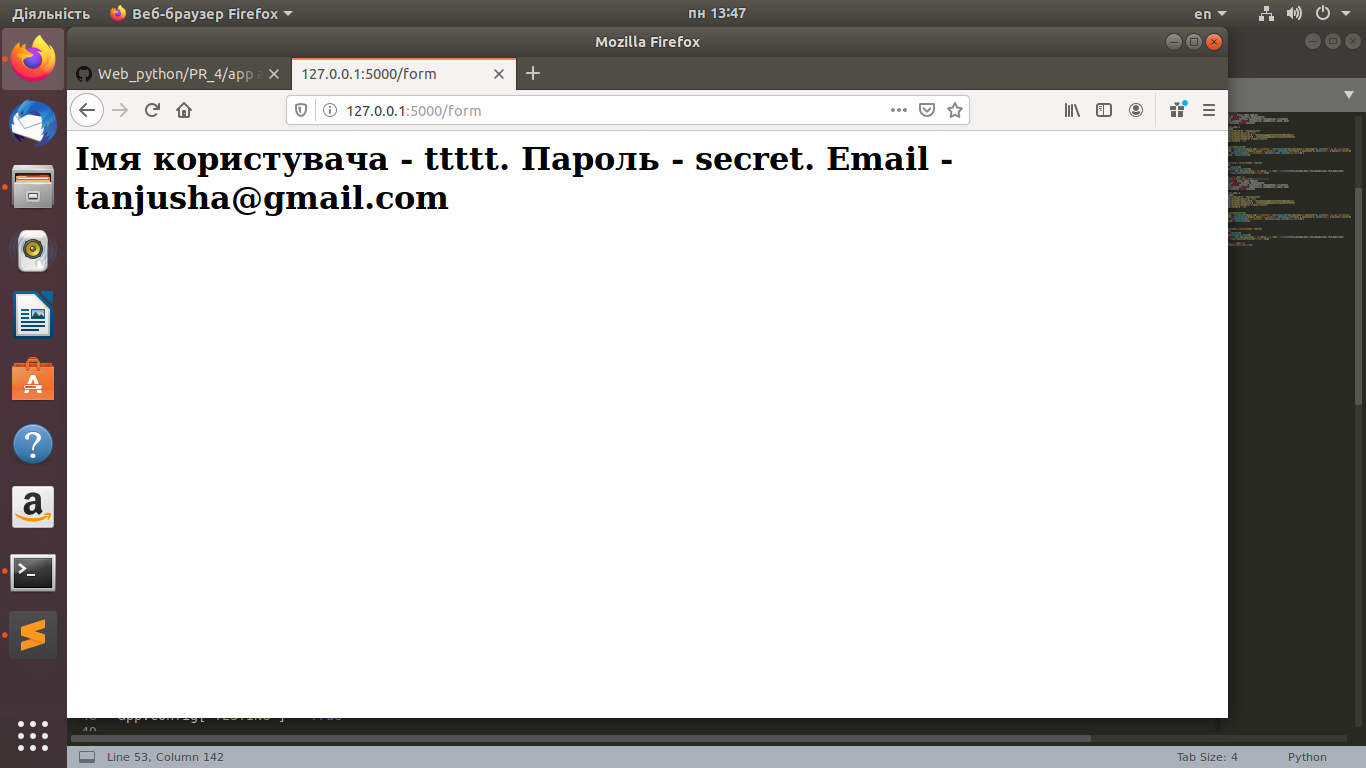 Діяльність Веб-браузер Firefox пн 13:47 en
Mozilla Firefox
Web_python/PR_4/app a 127.0.0.1:5000/form
127.0.0.1:5000/form
Імя користувача - ttttt. Пароль - secret. Email -
tanjusha@gmail.com
Line 53, Column 142 Tab Size: 4 Python